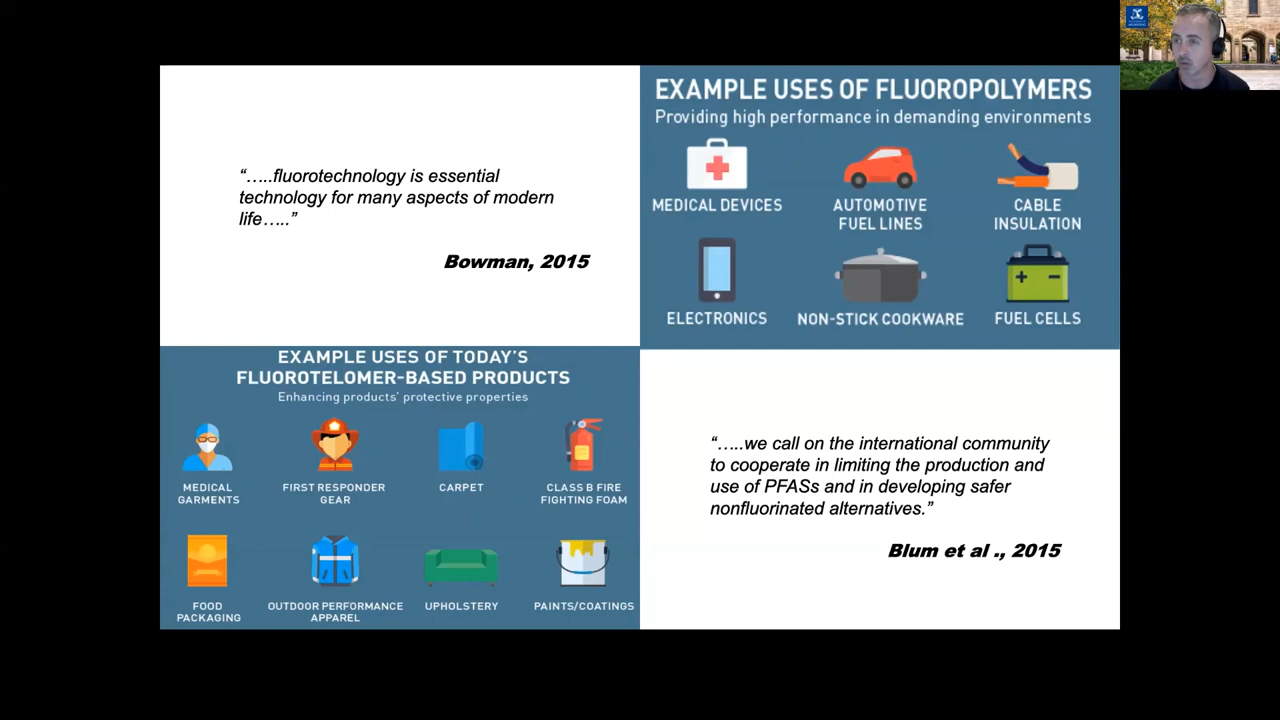 “…..fluorotechnology is essential
technology for many aspects of modern
life…..”
Bowman, 2015
EXAMPLE USES OF FLUOROPOLYMERS
Providing high performance in demanding environments
MEDICAL DEVICES
AUTOMOTIVE
FUEL LINES
CABLE
INSULATION
ELECTRONICS
NON-STICK COOKWARE
FUEL CELLS
EXAMPLE USES OF TODAY’S
FLUOROTELOMER-BASED PRODUCTS
Enhancing products’ protective properties
MEDICAL
GARMENTS
FIRST RESPONDER
GEAR
CARPET
CLASS B FIRE
FIGHTING FOAM
FOOD
PACKAGING
OUTDOOR PERFORMANCE
APPAREL
UPHOLSTERY
PAINTS/COATINGS
“…..we call on the international community
to cooperate in limiting the production and
use of PFASs and in developing safer
nonfluorinated alternatives.”
Blum et al ., 2015